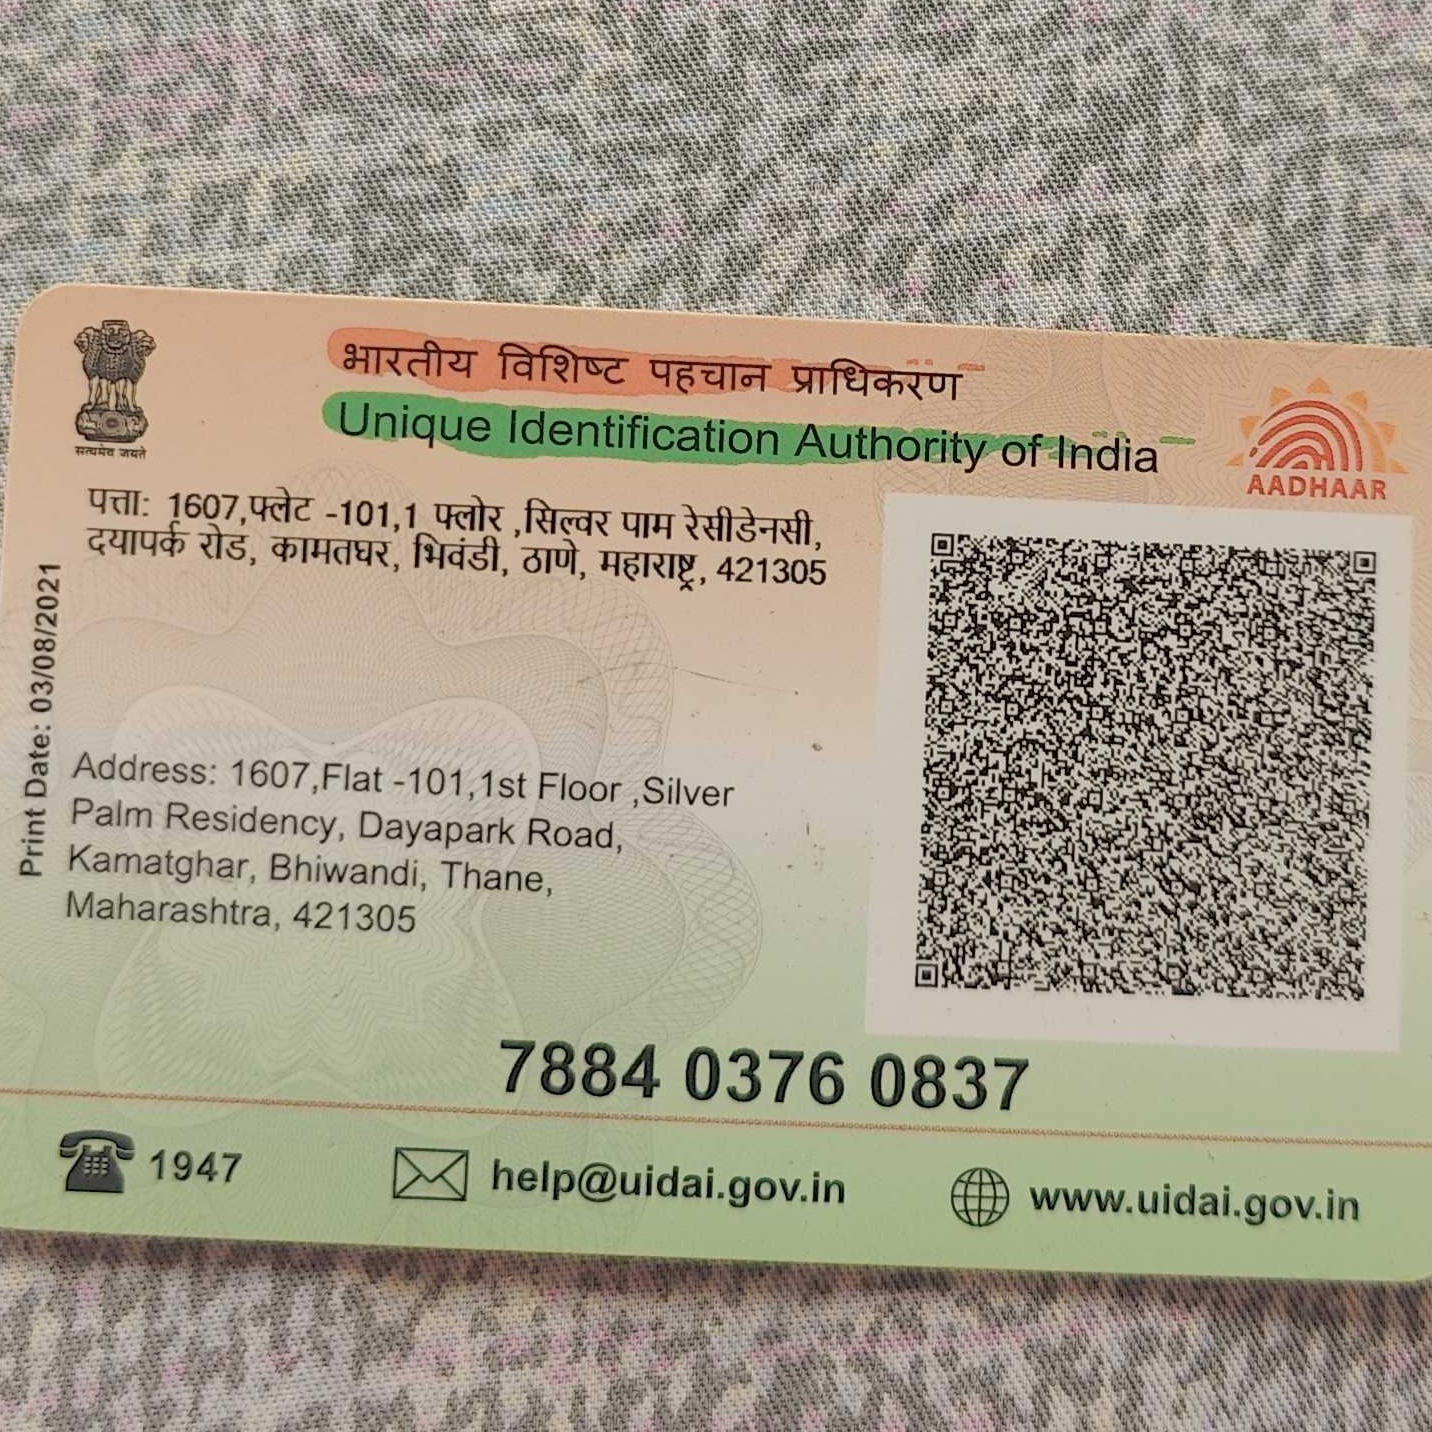 भारतीय विशिष्ट पहचान प्राधिकरण
Unique Identification Authority of India
सत्यमेव जयते
AADHAAR
पत्ता: 1607,फ्लेट -101,1 फ्लोर ,सिल्वर पाम रेसीडेनसी,
दयापर्क रोड, कामतघर, भिवंडी, ठाणे, महाराष्ट्र, 421305
Print Date: 03/08/2021
Address: 1607,Flat -101,1st Floor ,Silver
Palm Residency, Dayapark Road,
Kamatghar, Bhiwandi, Thane,
Maharashtra, 421305
7884 0376 0837
1947
help@uidai.gov.in
www.uidai.gov.in